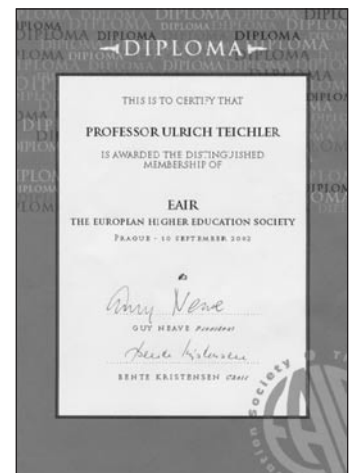 DIPLOMA
THIS IS TO CERTIFY THAT
PROFESSOR ULRICH TEICHLER
IS AWARDED THE DISTINGUISHED
MEMBERSHIP OF
EAIR
THE EUROPEAN HIGHER EDUCATION SOCIETY
PRAGUE - 10 SEPTEMBER 2002
Guy Neave
GUY NEAVE President
Bente Kristensen
BENTE KRISTENSEN Chair